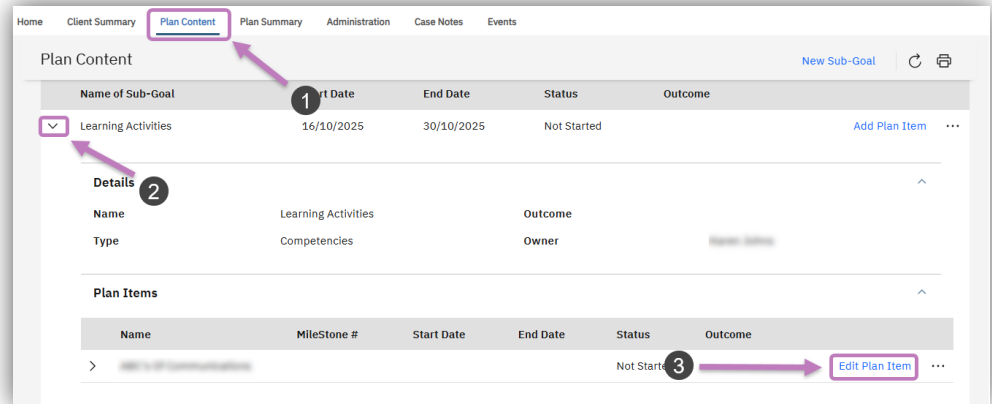 Home Client Summary Plan Content Plan Summary Administration Case Notes Events
Plan Content New Sub-Goal
Name of Sub-Goal rt Date End Date Status Outcome
1
Learning Activities 16/10/2025 30/10/2025 Not Started Add Plan Item ...
Details
2
Name Learning Activities Outcome
Type Competencies Owner
Plan Items
Name MileStone # Start Date End Date Status Outcome
Not Starte 3 Edit Plan Item ...